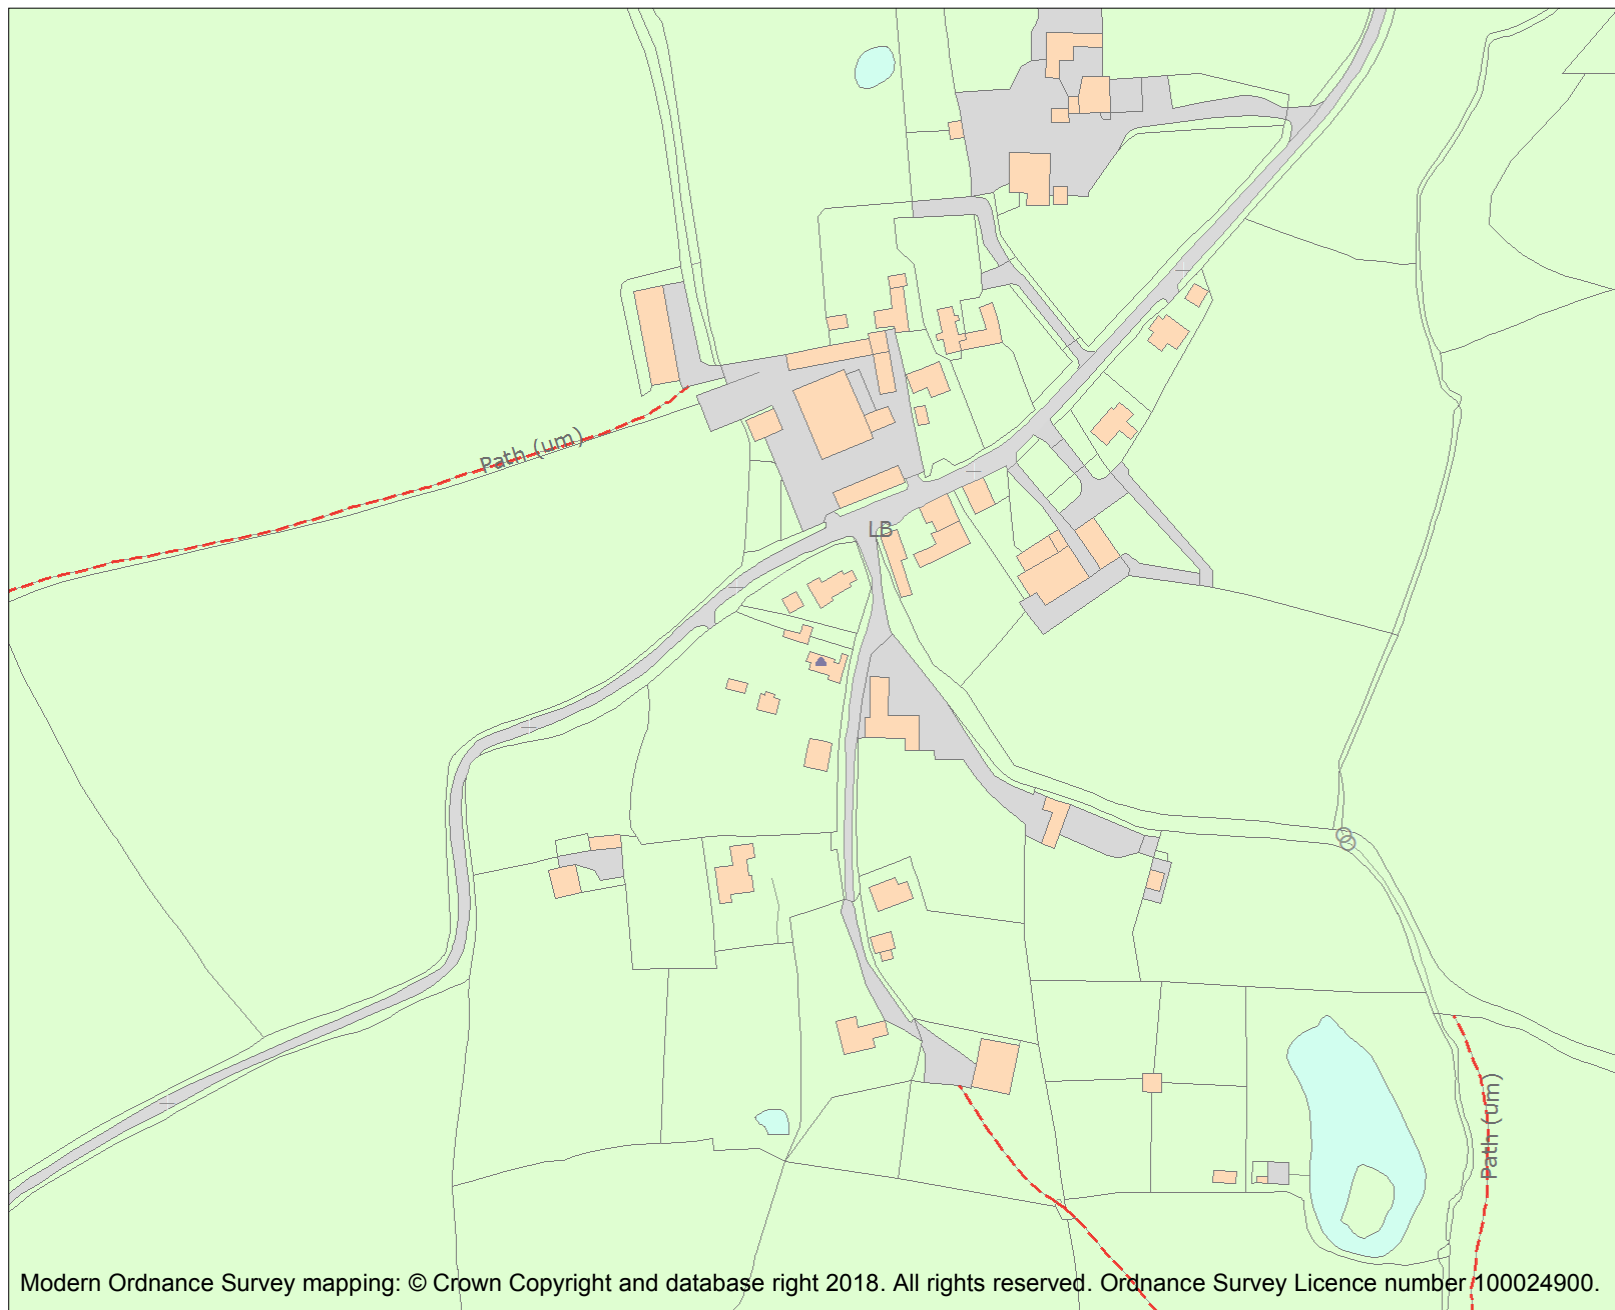 Path (um)
LB
Path (um)
Modern Ordnance Survey mapping: © Crown Copyright and database right 2018. All rights reserved. Ordnance Survey Licence number 100024900.